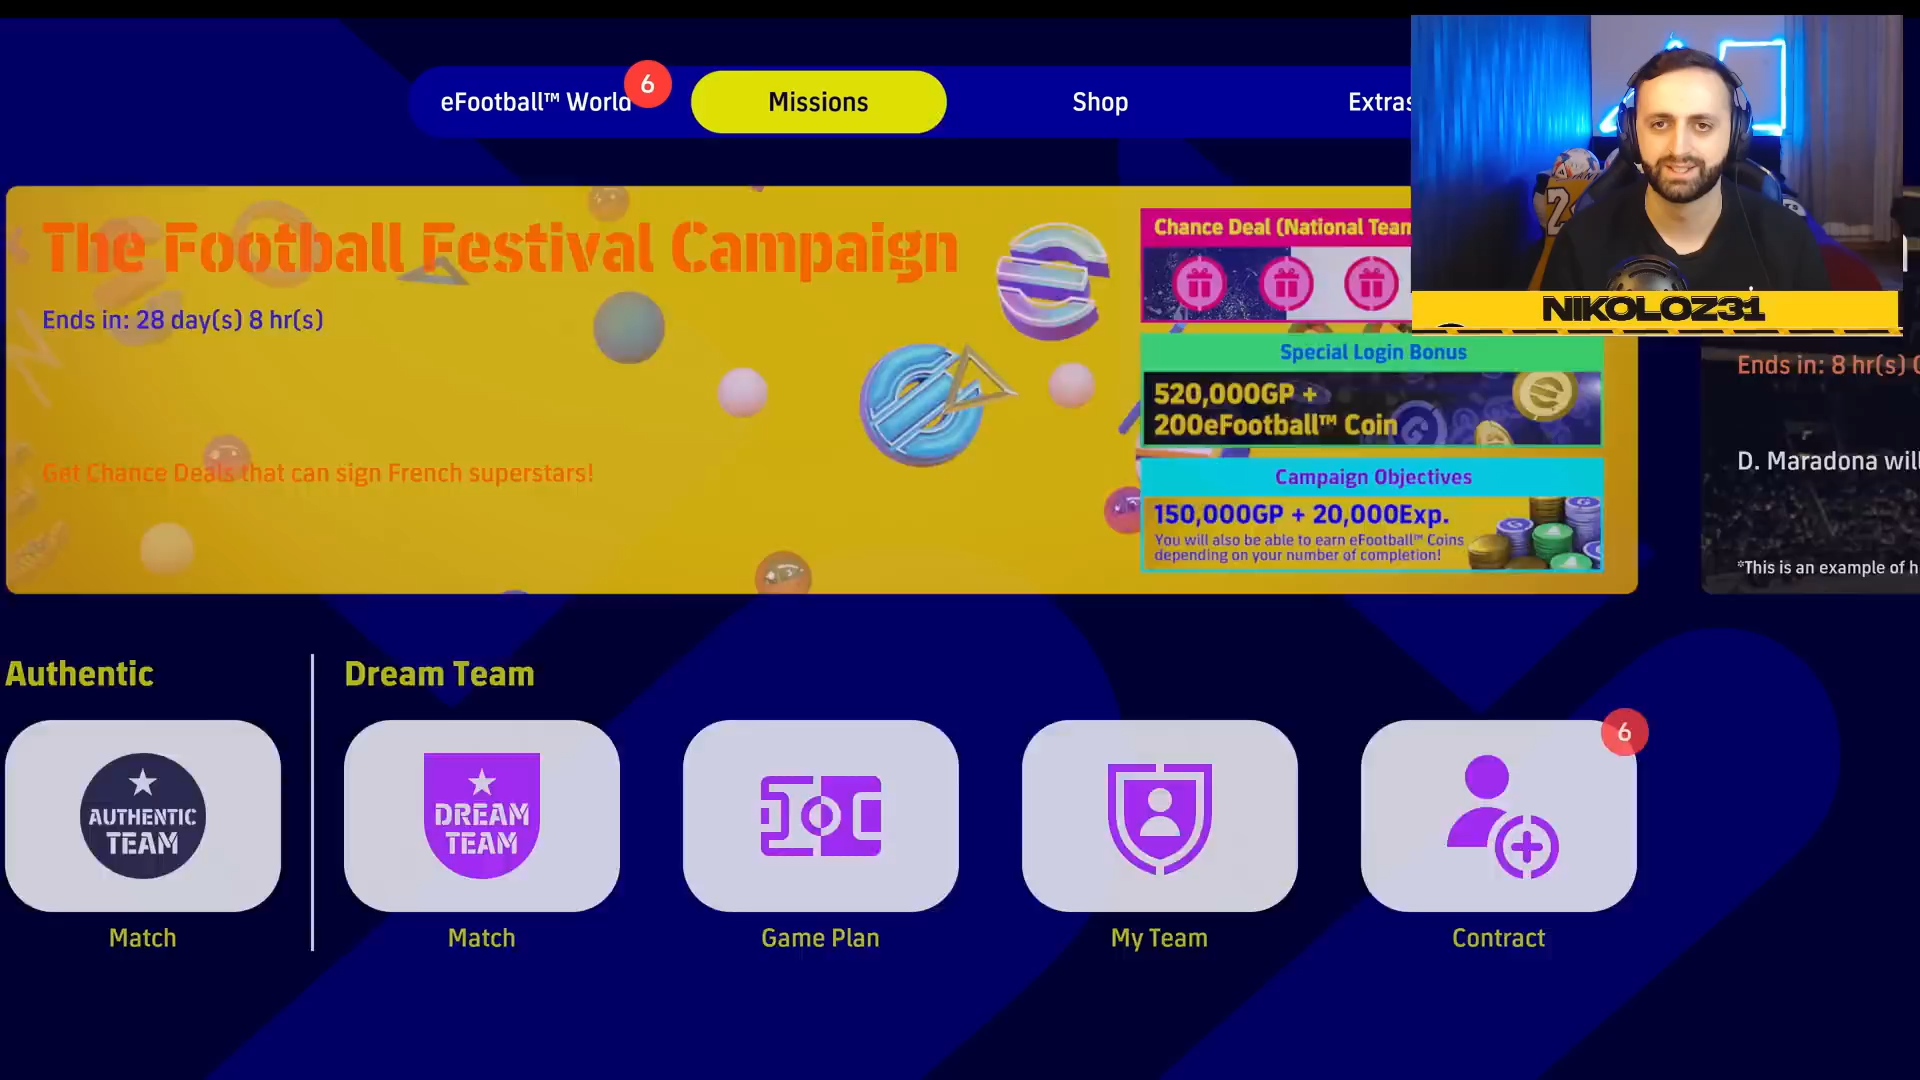 eFootball™ World
6
Missions
Shop
Extras
The Football Festival Campaign
Ends in: 28 day(s) 8 hr(s)
Get Chance Deals that can sign French superstars!
Chance Deal (National Team
Special Login Bonus
520,000GP +
200eFootball™ Coin
Campaign Objectives
150,000GP + 20,000Exp.
You will also be able to earn eFootball™ Coins
depending on your number of completion!
2
NIKOLOZ31
Ends in: 8 hr(s)
D. Maradona will
*This is an example of h
Authentic
Dream Team
AUTHENTIC
TEAM
DREAM
TEAM
6
Match
Match
Game Plan
My Team
Contract